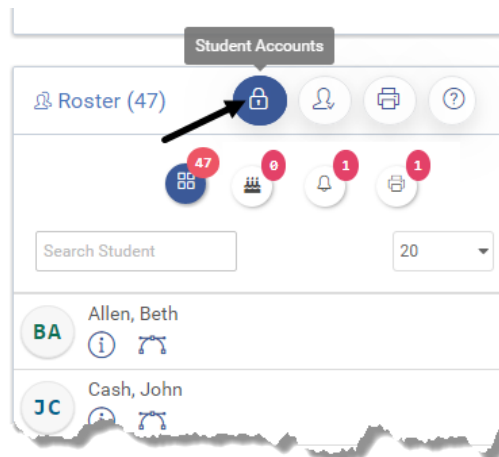 Student Accounts
Roster (47)
47
0
1
1
Search Student
20
BA
Allen, Beth
JC
Cash, John